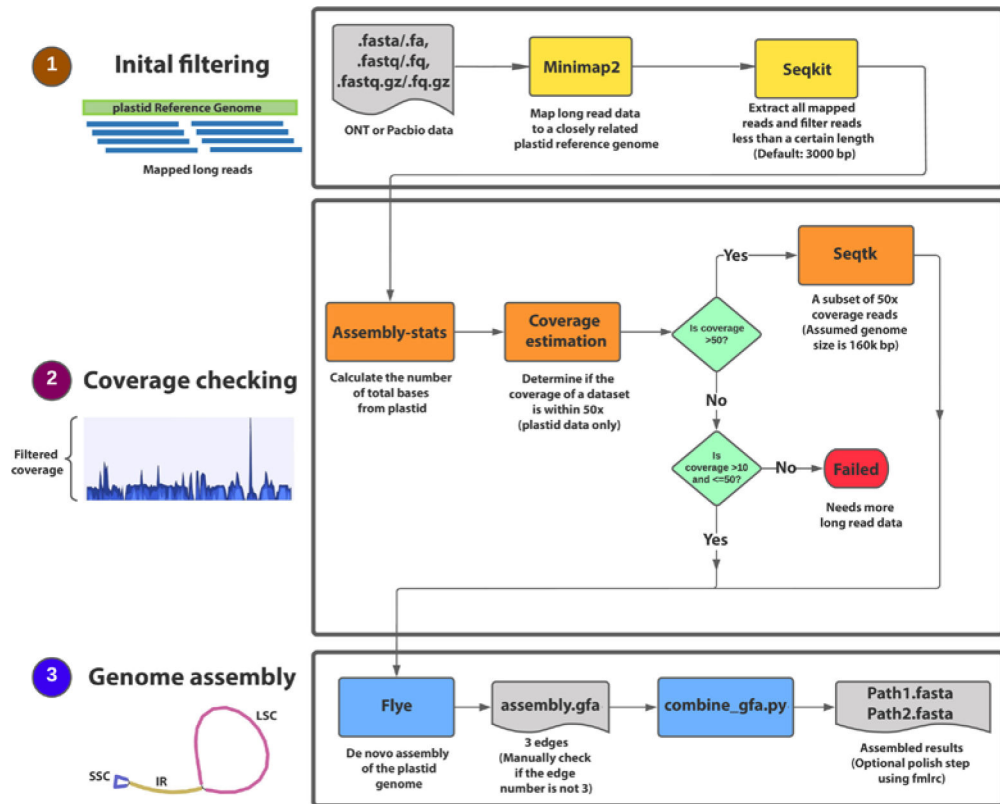 1
Inital filtering
plastid Reference Genome
Mapped long reads
.fasta/.fa,
.fastq/.fq,
.fastq.gz/.fq.gz
ONT or Pacbio data
Minimap2
Map long read data
to a closely related
plastid reference genome
Seqkit
Extract all mapped
reads and filter reads
less than a certain length
(Default: 3000 bp)
2
Coverage checking
Filtered
coverage
Assembly-stats
Calculate the number
of total bases
from plastid
Coverage
estimation
Determine if the
coverage of a dataset
is within 50x
(plastid data only)
Is coverage
>50?
Yes
Seqtk
A subset of 50x
coverage reads
(Assumed genome
size is 160k bp)
No
Is
coverage >10
and <=50?
No
Failed
Needs more
long read data
Yes
3
Genome assembly
LSC
SSC
IR
Flye
De novo assembly
of the plastid
genome
assembly.gfa
3 edges
(Manually check
if the edge
number is not 3)
combine_gfa.py
Path1.fasta
Path2.fasta
Assembled results
(Optional polish step
using fmlrc)